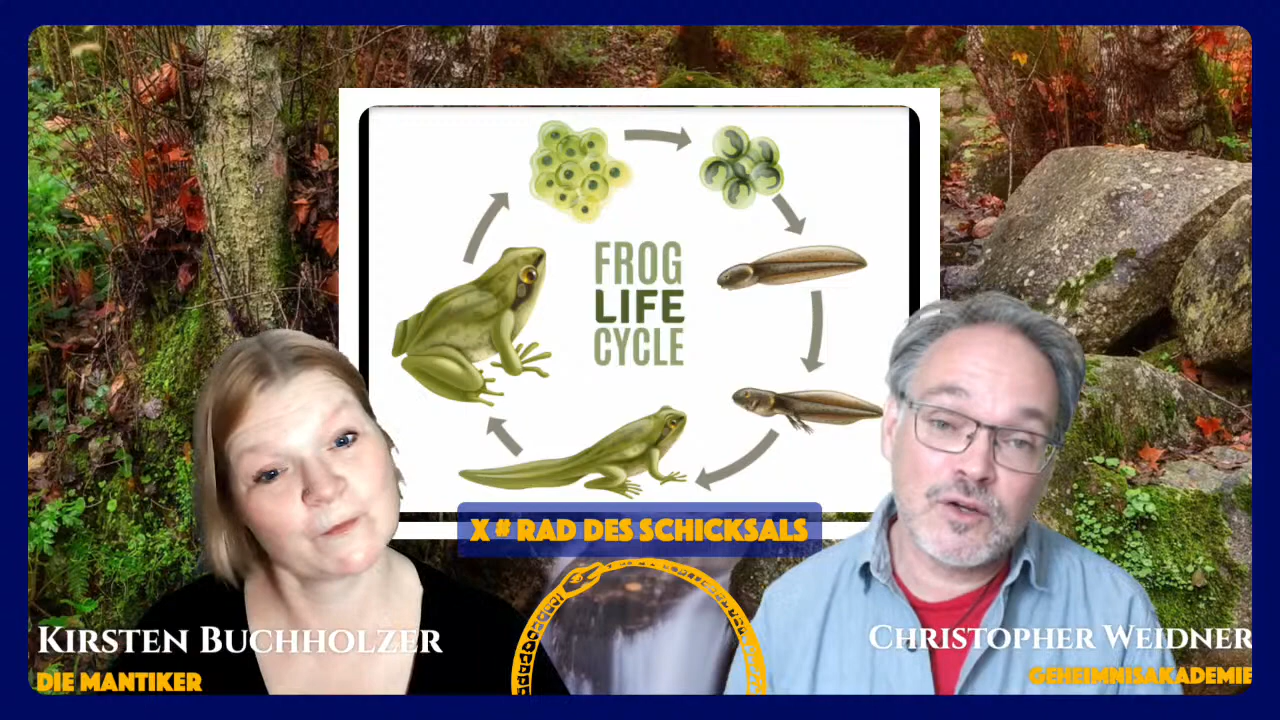 FROG
LIFE
CYCLE
X # RAD DES SCHICKSALS
KIRSTEN BUCHHOLZER
DIE MANTIKER
CHRISTOPHER WEIDNER
GEHEIMNISAKADEMIE